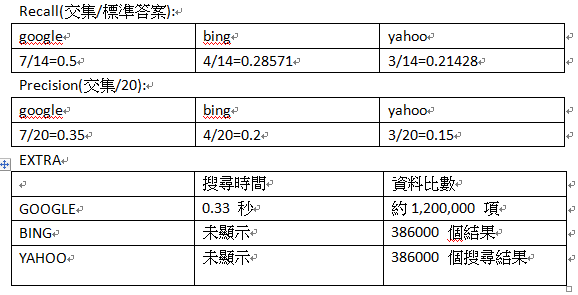 Recall(交集/標準答案):
google bing yahoo
7/14=0.5 4/14=0.28571 3/14=0.21428
Precision(交集/20):
google bing yahoo
7/20=0.35 4/20=0.2 3/20=0.15
EXTRA
搜尋時間 資料比數
GOOGLE 0.33 秒 約 1,200,000 項
BING 未顯示 386000 個結果
YAHOO 未顯示 386000 個搜尋結果